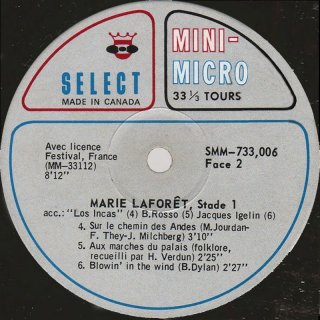 SELECT
MADE IN CANADA
MINI-
MICRO
33 ⅓ TOURS
Avec licence
Festival, France
(MM-33112)
8'12"
SMM-733,006
Face 2
MARIE LAFORÊT, Stade 1
acc.: "Los Incas" (4) B.Rosso (5) Jacques Igelin (6)
4. Sur le chemin des Andes (M.Jourdan-
F. They-J. Milchberg) 3'10"
5. Aux marches du palais (folklore,
recueilli par H. Verdun) 2'35"
6. Blowin' in the wind (B.Dylan) 2'27"